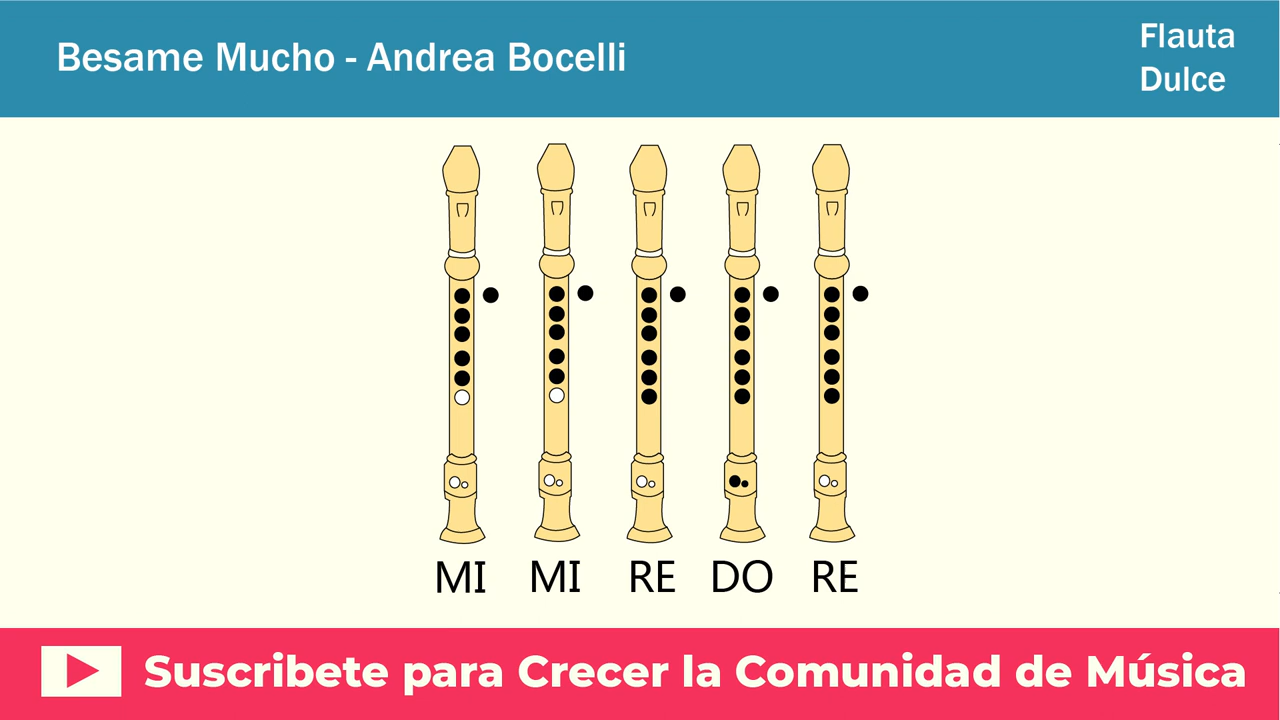 Besame Mucho - Andrea Bocelli
Flauta
Dulce
MI MI RE DO RE
Suscribete para Crecer la Comunidad de Música